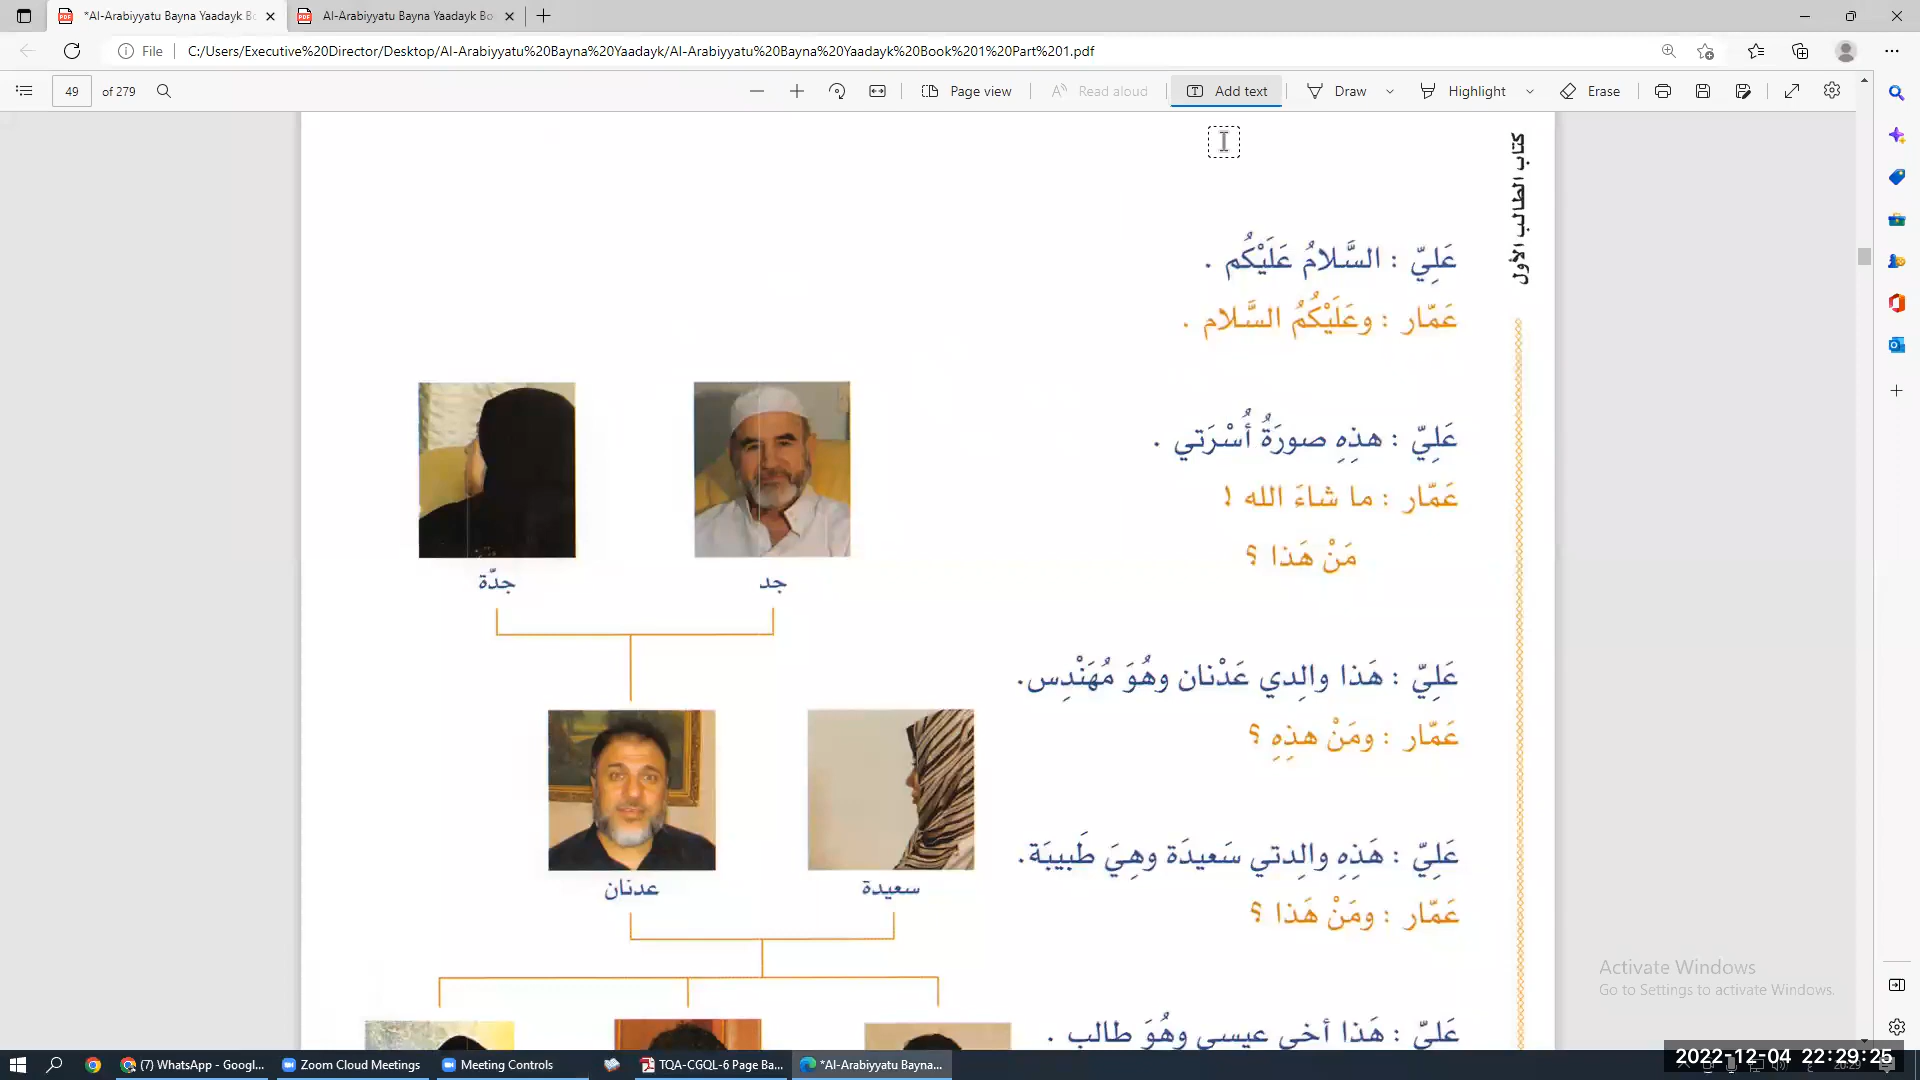 *Al-Arabiyyatu Bayna Yaadayk Bo
Al-Arabiyyatu Bayna Yaadayk Bo
File
C:/Users/Executive%20Director/Desktop/Al-Arabiyyatu%20Bayna%20Yaadayk/Al-Arabiyyatu%20Bayna%20Yaadayk%20Book%201%20Part%201.pdf
49
of 279
Page view
Read aloud
Add text
Draw
Highlight
Erase
كتاب الطالب الأول
عَلِيّ : السَّلامُ عَلَيْكُم .
عَمّار : وعَلَيْكُمُ السَّلام .
عَلِيّ : هذِهِ صورَةُ أُسْرَتي .
عَمّار : ما شاءَ الله !
مَنْ هَذا ؟
جد
جدّة
عَلِيّ : هَذا والِدي عَدْنان وهُوَ مُهَنْدِس.
عَمّار : ومَنْ هذِهِ ؟
عَلِيّ : هَذِهِ والِدتي سَعيدَة وهِيَ طَبيبَة.
سعيدة
عدنان
عَمّار : ومَنْ هَذا ؟
عَلِيّ : هَذا أخي عيسى وهُوَ طالب .
Activate Windows
Go to Settings to activate Windows.
(7) WhatsApp - Googl...
Zoom Cloud Meetings
Meeting Controls
TQA-CGQL-6 Page Ba...
*Al-Arabiyyatu Bayna...
2022-12-04 22:29:25